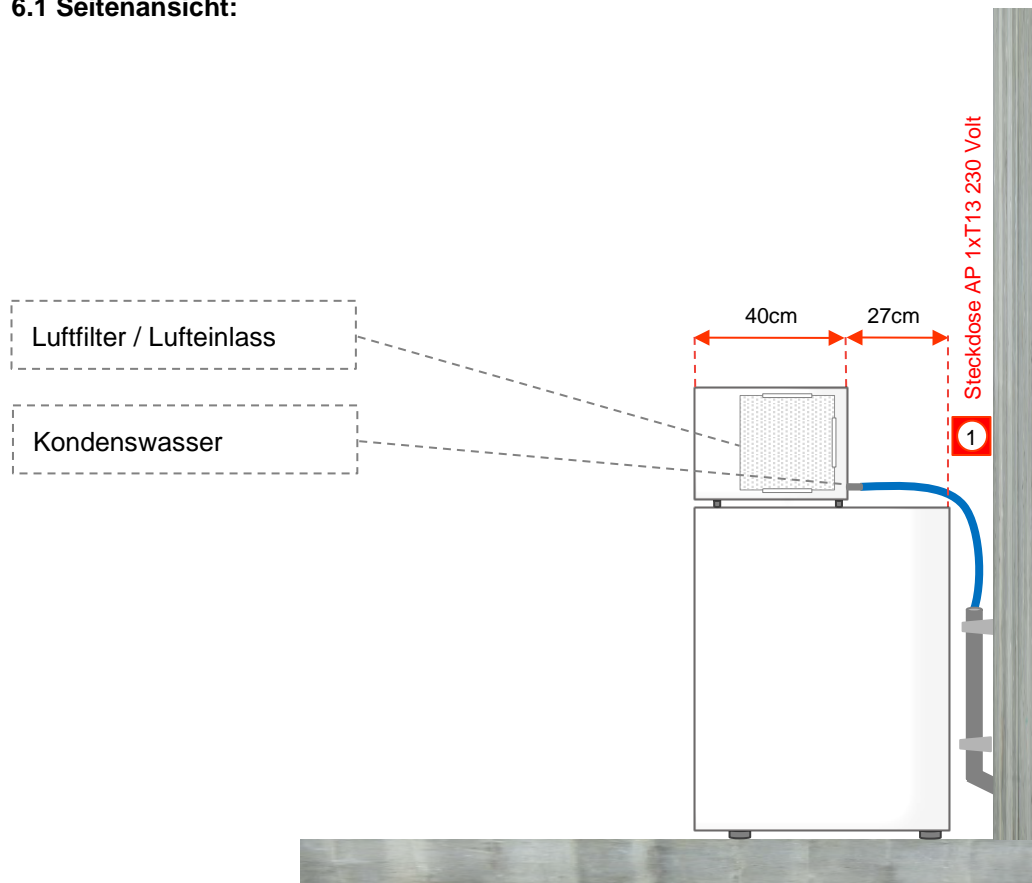 6.1 Seitenansicht:
Steckdose AP 1xT13 230 Volt
40cm
27cm
Luftfilter / Lufteinlass
Kondenswasser
1